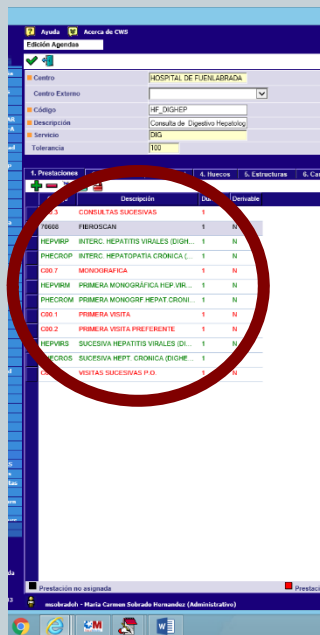 Ayuda Acerca de CWS
Edición Agendas
Centro HOSPITAL DE FUENLABRADA
Centro Externo
Código HF_DIGHEP
Descripción Consulta de Digestivo Hepatolog
Servicio DIG
Tolerancia 100
1. Prestaciones 4. Huecos 5. Estructuras 6. Ca
Descripción Derivable
CONSULTAS SUCESIVAS 1 N
78668 FIBROSCAN 1 N
HEPVIRP INTERC. HEPATITIS VIRALES (DIGH... 1 N
PHECROP INTERC. HEPATOPATIA CRÓNICA (... 1 N
C00.7 MONOGRAFICA 1 N
HEPVIRM PRIMERA MONOGRÁFICA HEP.VIR... 1 N
PHECROM PRIMERA MONOGRF.HEPAT.CRONI... 1 N
C00.1 PRIMERA VISITA 1 N
C00.2 PRIMERA VISITA PREFERENTE 1 N
HEPVIRS SUCESIVA HEPATITIS VIRALES (DI... 1 N
PHECROS SUCESIVA HEPT. CRONICA (DIGHE... 1 N
VISITAS SUCESIVAS P.O. 1 N
Prestación no asignada Prestaci
msobradoh - Maria Carmen Sobrado Hernandez (Administrativo)